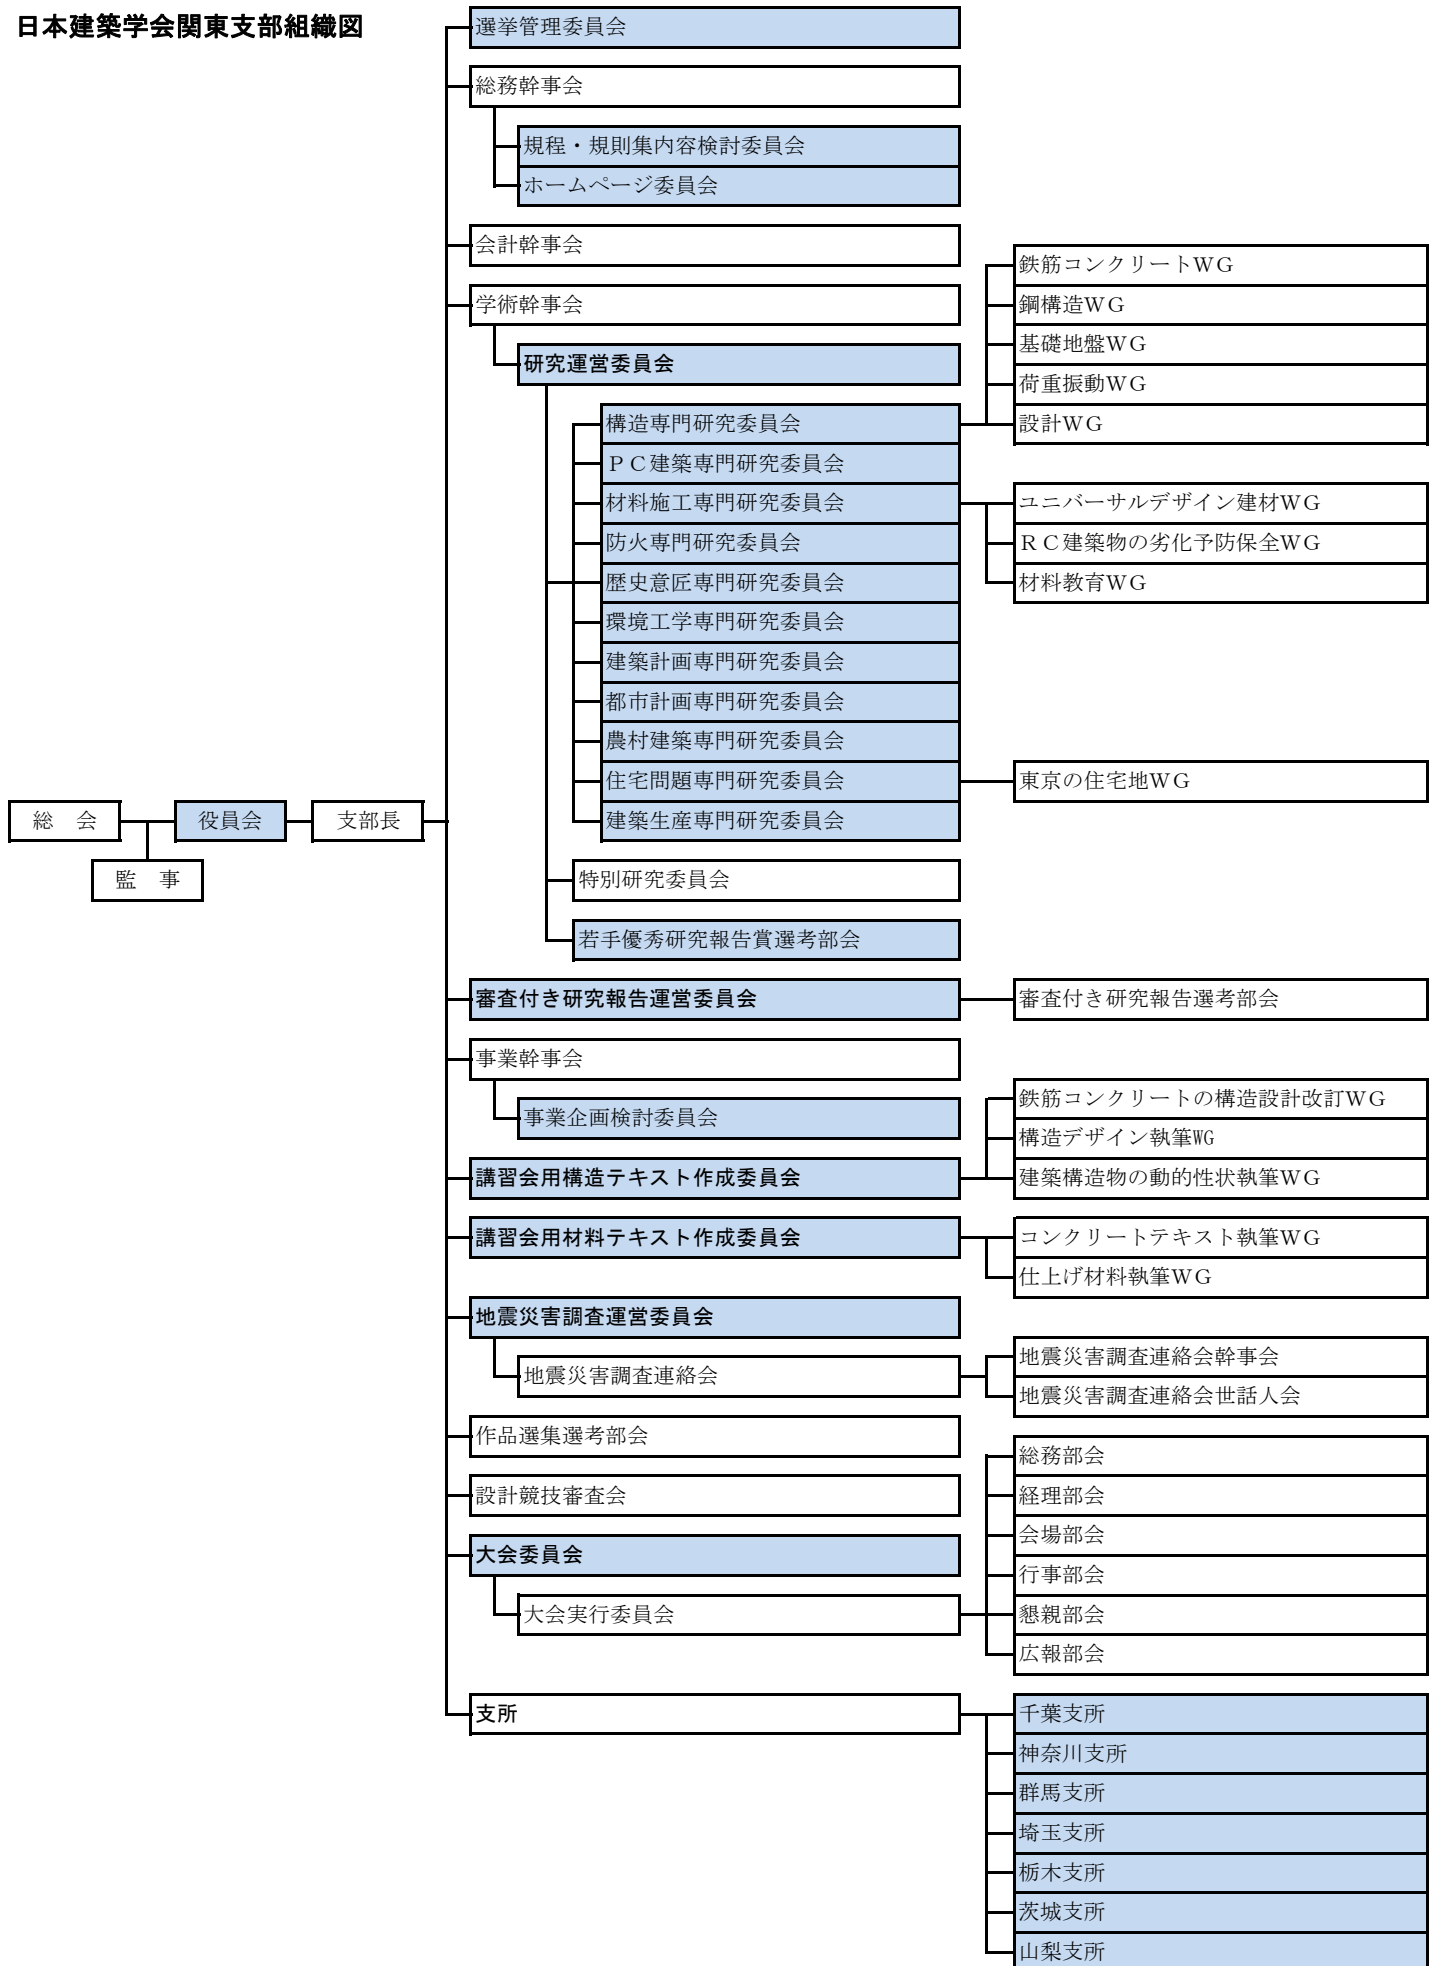 日本建築学会関東支部組織図
選挙管理委員会
総務幹事会
規程・規則集内容検討委員会
ホームページ委員会
会計幹事会
学術幹事会
研究運営委員会
構造専門研究委員会
ＰＣ建築専門研究委員会
材料施工専門研究委員会
防火専門研究委員会
歴史意匠専門研究委員会
環境工学専門研究委員会
建築計画専門研究委員会
都市計画専門研究委員会
農村建築専門研究委員会
住宅問題専門研究委員会
建築生産専門研究委員会
鉄筋コンクリートＷＧ
鋼構造ＷＧ
基礎地盤ＷＧ
荷重振動ＷＧ
設計ＷＧ
ユニバーサルデザイン建材ＷＧ
ＲＣ建築物の劣化予防保全ＷＧ
材料教育ＷＧ
東京の住宅地ＷＧ
総　会
役員会
支部長
監　事
特別研究委員会
若手優秀研究報告賞選考部会
審査付き研究報告運営委員会
審査付き研究報告選考部会
事業幹事会
事業企画検討委員会
講習会用構造テキスト作成委員会
鉄筋コンクリートの構造設計改訂ＷＧ
構造デザイン執筆WG
建築構造物の動的性状執筆ＷＧ
講習会用材料テキスト作成委員会
コンクリートテキスト執筆ＷＧ
仕上げ材料執筆ＷＧ
地震災害調査運営委員会
地震災害調査連絡会
地震災害調査連絡会幹事会
地震災害調査連絡会世話人会
作品選集選考部会
設計競技審査会
大会委員会
大会実行委員会
総務部会
経理部会
会場部会
行事部会
懇親部会
広報部会
支所
千葉支所
神奈川支所
群馬支所
埼玉支所
栃木支所
茨城支所
山梨支所